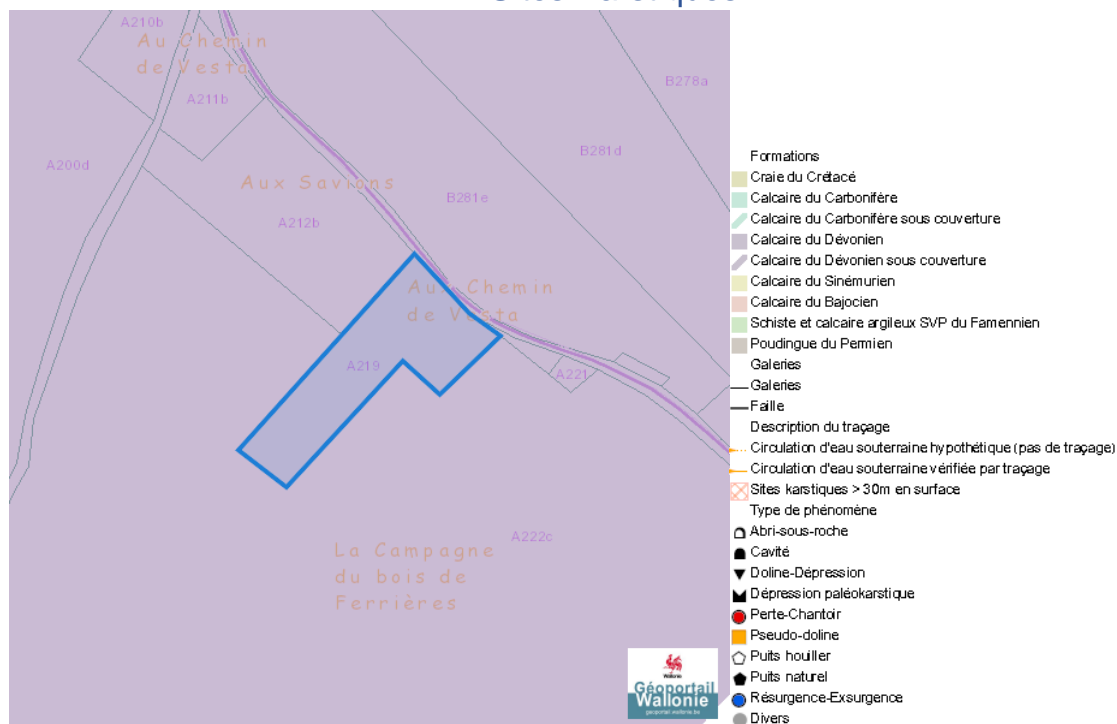 A210b
Au Chemin
de Vesta
A211b
B278a
A200d
B281d
Aux Savions
B281e
A212b
Aux Chemin
de Vesta
A219
A221
A222c
La Campagne
du bois de
Ferrières
Wallonie
Géoportail
Wallonie
geoportail.wallonie.be
Formations
Craie du Crétacé
Calcaire du Carbonifère
Calcaire du Carbonifère sous couverture
Calcaire du Dévonien
Calcaire du Dévonien sous couverture
Calcaire du Sinémurien
Calcaire du Bajocien
Schiste et calcaire argileux SVP du Famennien
Poudingue du Permien
Galeries
Galeries
Faille
Description du traçage
Circulation d'eau souterraine hypothétique (pas de traçage)
Circulation d'eau souterraine vérifiée par traçage
Sites karstiques > 30m en surface
Type de phénomène
Abri-sous-roche
Cavité
Doline-Dépression
Dépression paléokarstique
Perte-Chantoir
Pseudo-doline
Puits houiller
Puits naturel
Résurgence-Exsurgence
Divers